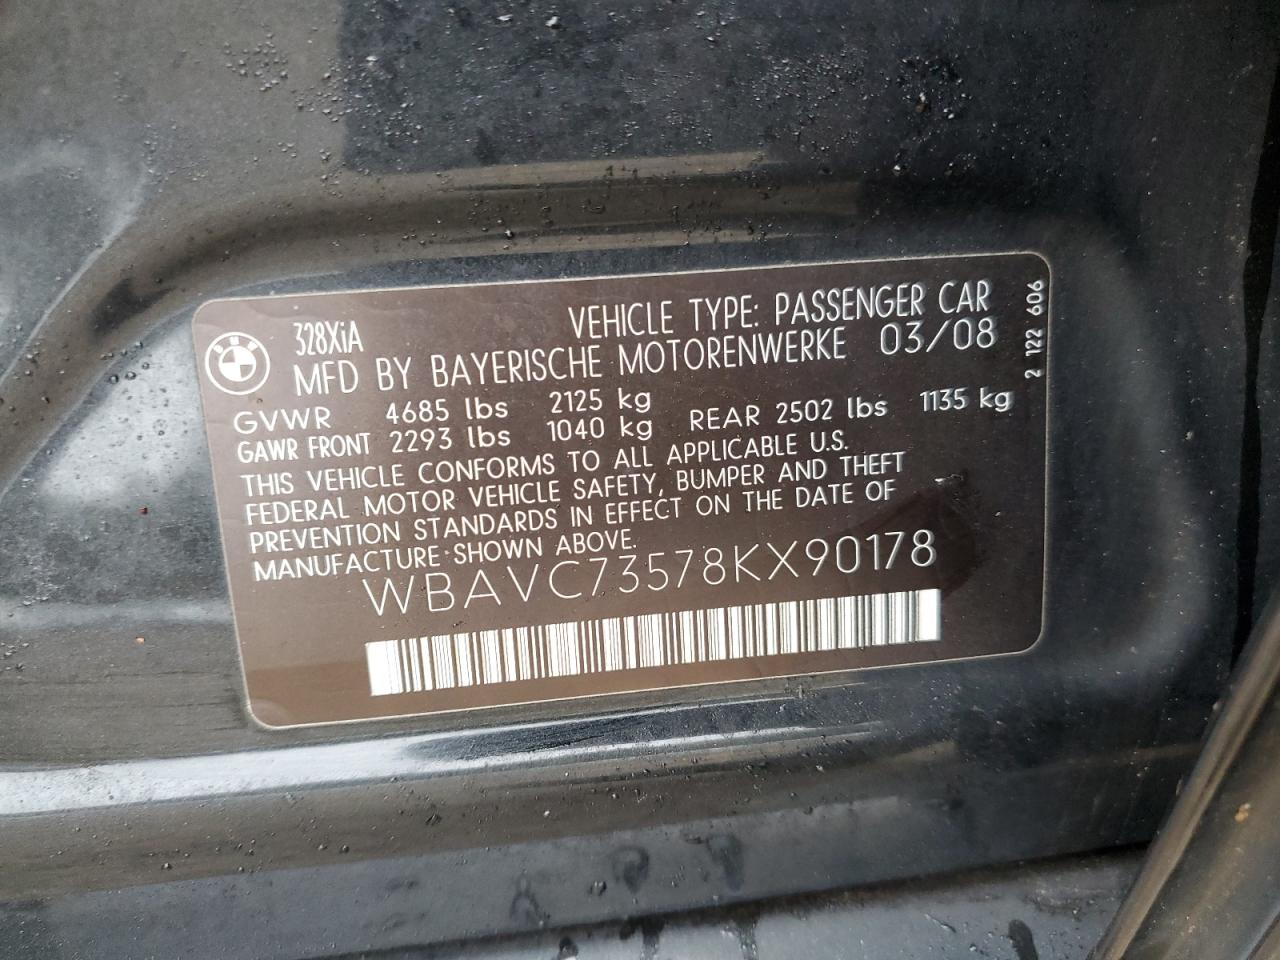 BMW
328XiA
VEHICLE TYPE: PASSENGER CAR
MFD BY BAYERISCHE MOTORENWERKE 03/08
GVWR 4685 lbs 2125 kg
GAWR FRONT 2293 lbs 1040 kg REAR 2502 lbs 1135 kg
THIS VEHICLE CONFORMS TO ALL APPLICABLE U.S.
FEDERAL MOTOR VEHICLE SAFETY, BUMPER AND THEFT
PREVENTION STANDARDS IN EFFECT ON THE DATE OF
MANUFACTURE SHOWN ABOVE.
WBAVC73578KX90178
2 122 606